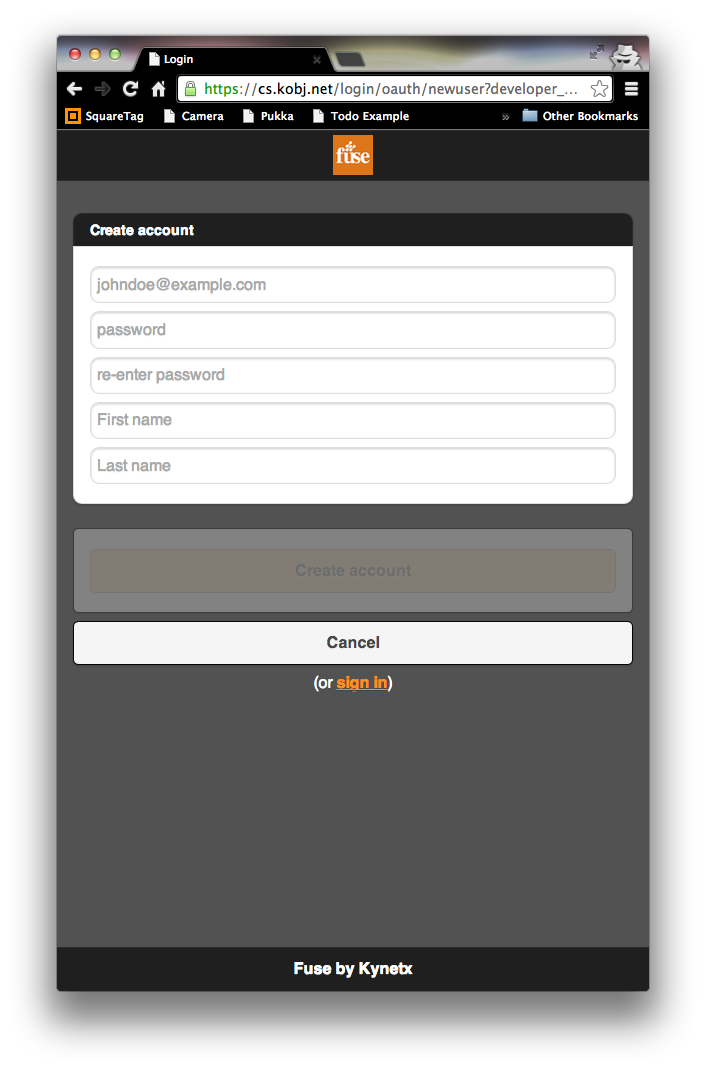 Login
https://cs.kobj.net/login/oauth/newuser?developer_...
SquareTag Camera Pukka Todo Example » Other Bookmarks
fuse
Create account
johndoe@example.com
password
re-enter password
First name
Last name
Create account
Cancel
(or sign in)
Fuse by Kynetx